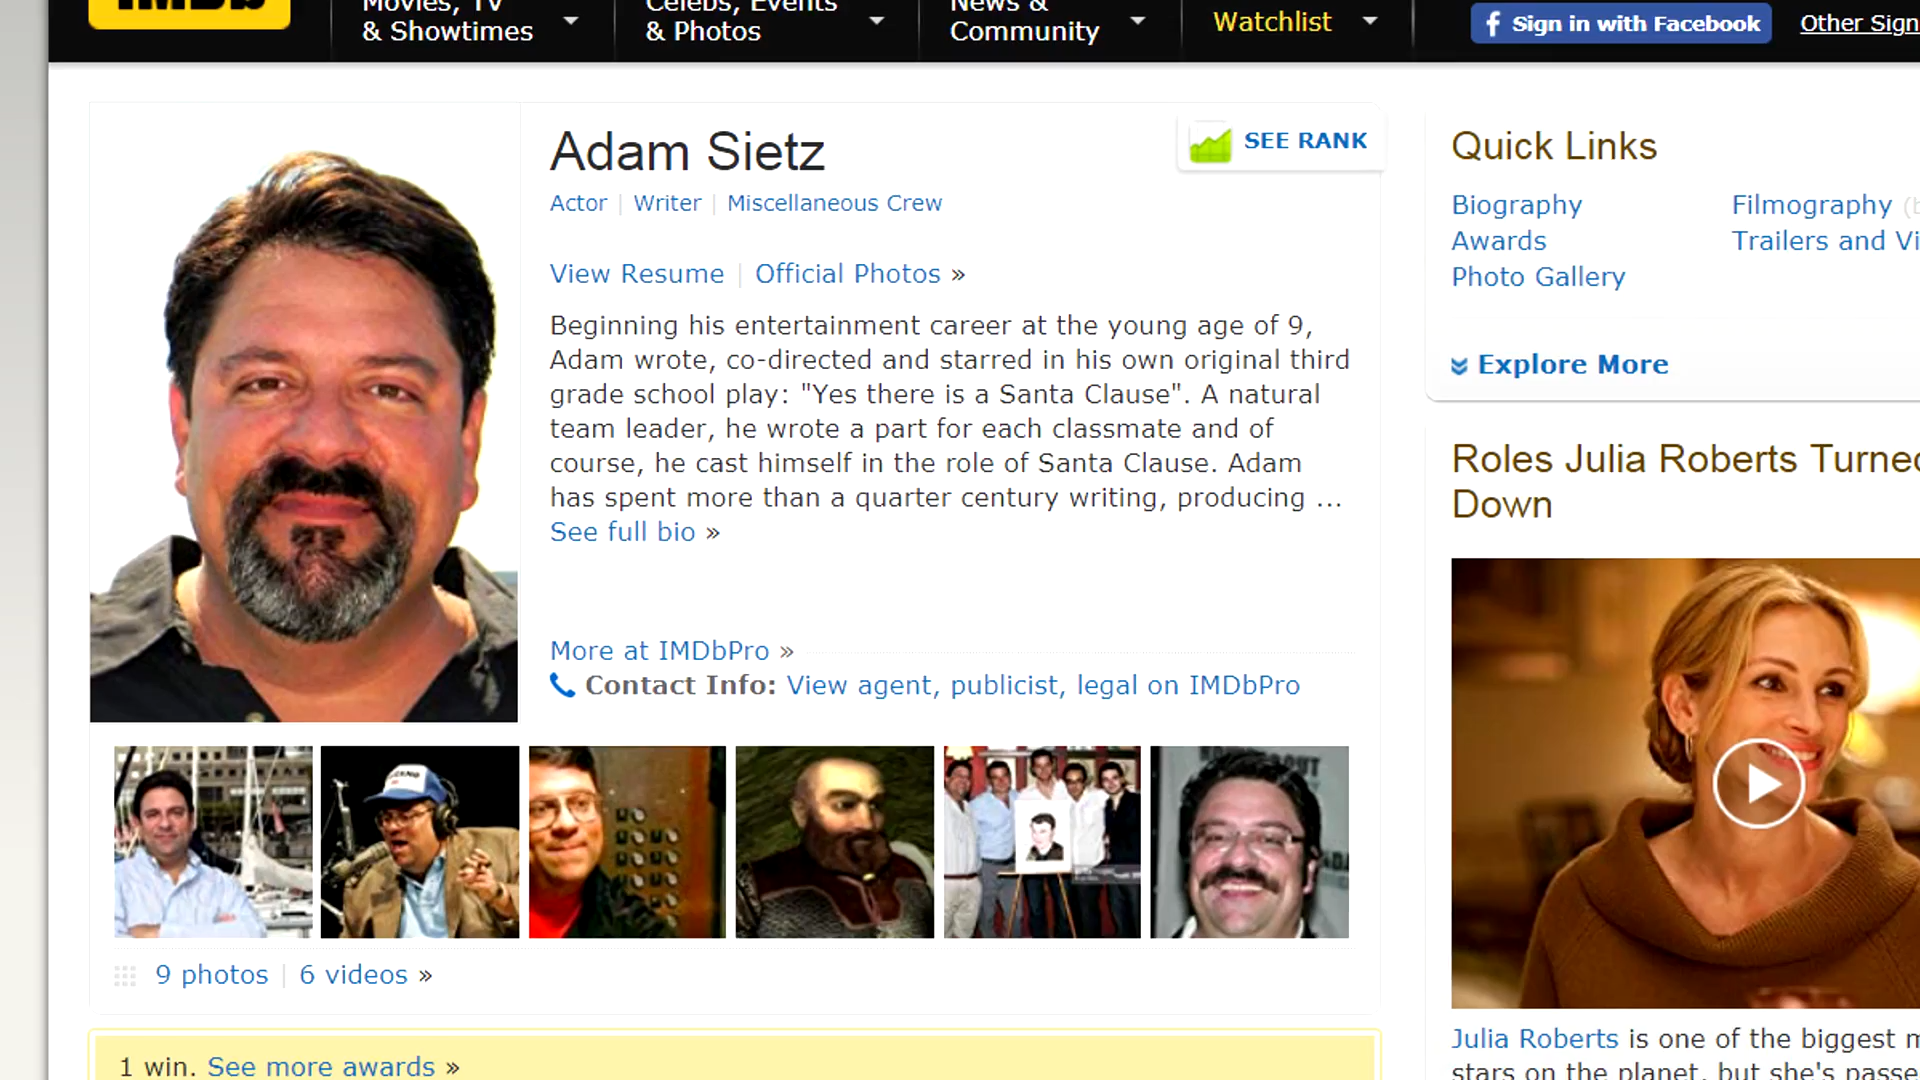 IMDb
Movies, TV
& Showtimes
Celebs, Events
& Photos
News &
Community
Watchlist
f Sign in with Facebook
Other Sign
Adam Sietz
SEE RANK
Actor | Writer | Miscellaneous Crew
View Resume | Official Photos »
Beginning his entertainment career at the young age of 9,
Adam wrote, co-directed and starred in his own original third
grade school play: "Yes there is a Santa Clause". A natural
team leader, he wrote a part for each classmate and of
course, he cast himself in the role of Santa Clause. Adam
has spent more than a quarter century writing, producing ...
See full bio »
More at IMDbPro »
Contact Info: View agent, publicist, legal on IMDbPro
9 photos | 6 videos »
1 win. See more awards »
Quick Links
Biography
Filmography
Awards
Trailers and Vi
Photo Gallery
Explore More
Roles Julia Roberts Turned
Down
Julia Roberts is one of the biggest m
stars on the planet, but she's passe